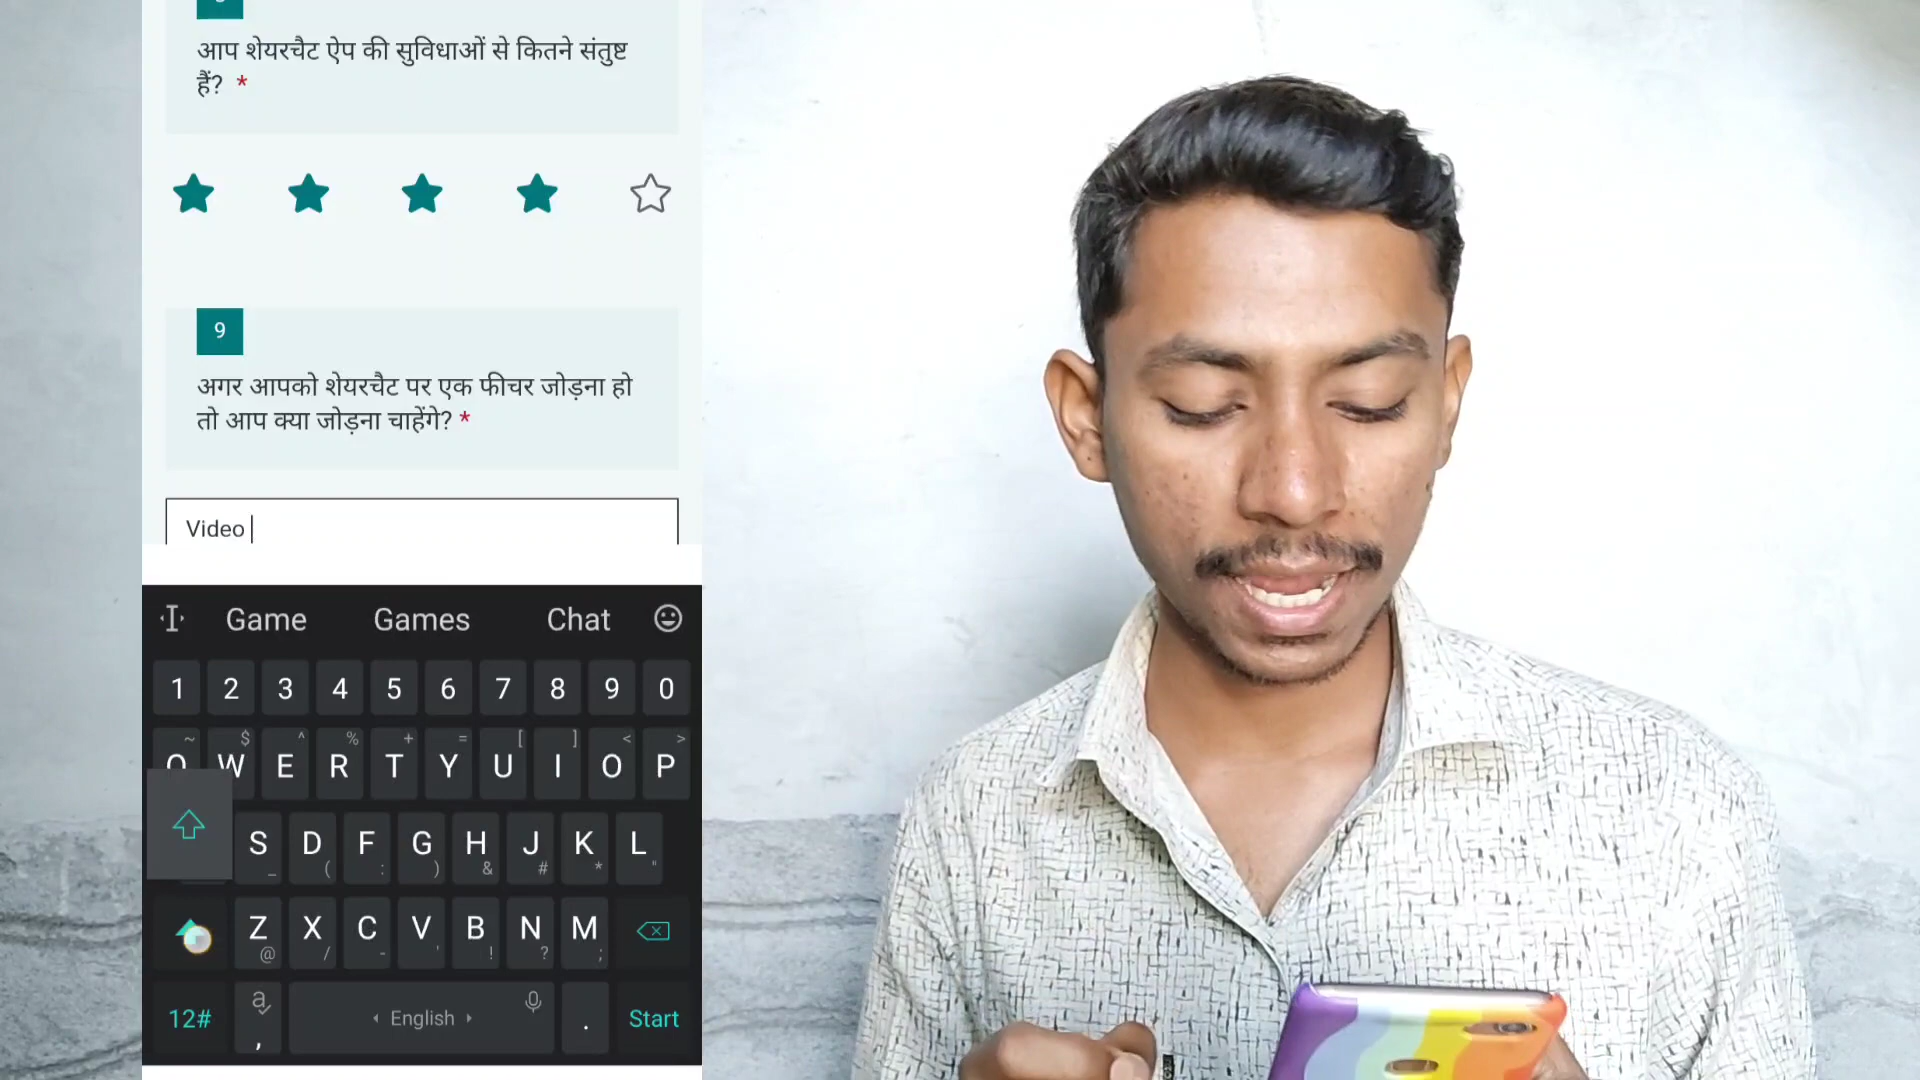 आप शेयरचैट ऐप की सुविधाओं से कितने संतुष्ट
हैं? *
9
अगर आपको शेयरचैट पर एक फीचर जोड़ना हो
तो आप क्या जोड़ना चाहेंगे? *
Video
Game Games Chat
1 2 3 4 5 6 7 8 9 0
~ $ ^ % + = [ ] < >
Q W E R T Y U I O P
S D F G H J K L
_ ( : ) & # * "
Z X C V B N M
@ / - ' ! ? ;
12# a , English . Start